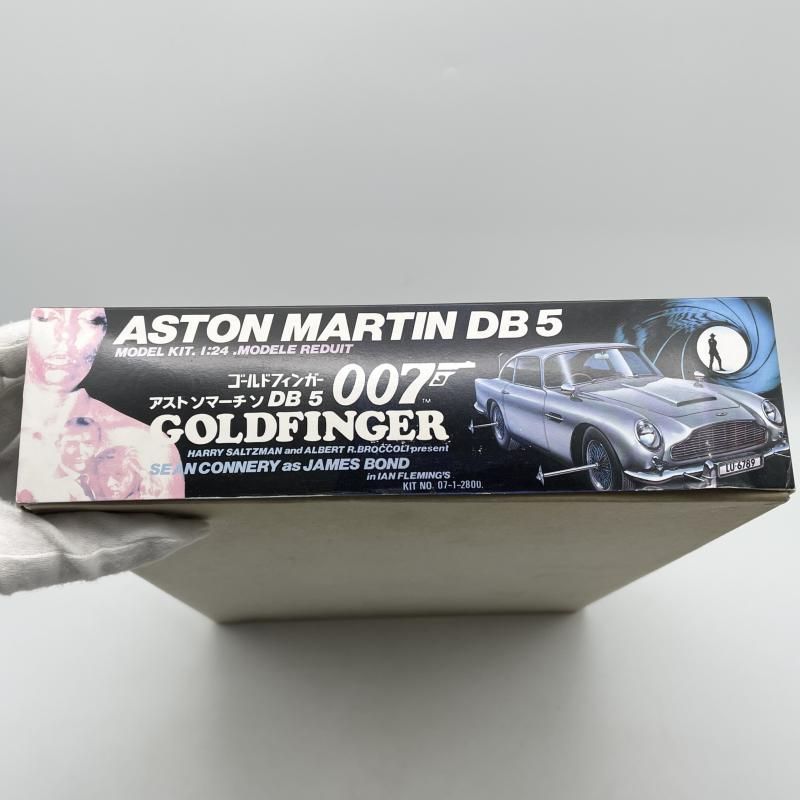 ASTON MARTIN DB 5
MODEL KIT. 1:24 .MODELE REDUIT
ゴールドフィンガー
アストンマーチン DB 5
007™
GOLDFINGER
HARRY SALTZMAN and ALBERT R.BROCCOLI present
SEAN CONNERY as JAMES BOND
in IAN FLEMING'S
KIT NO. 07-1-2800.
LU 6789